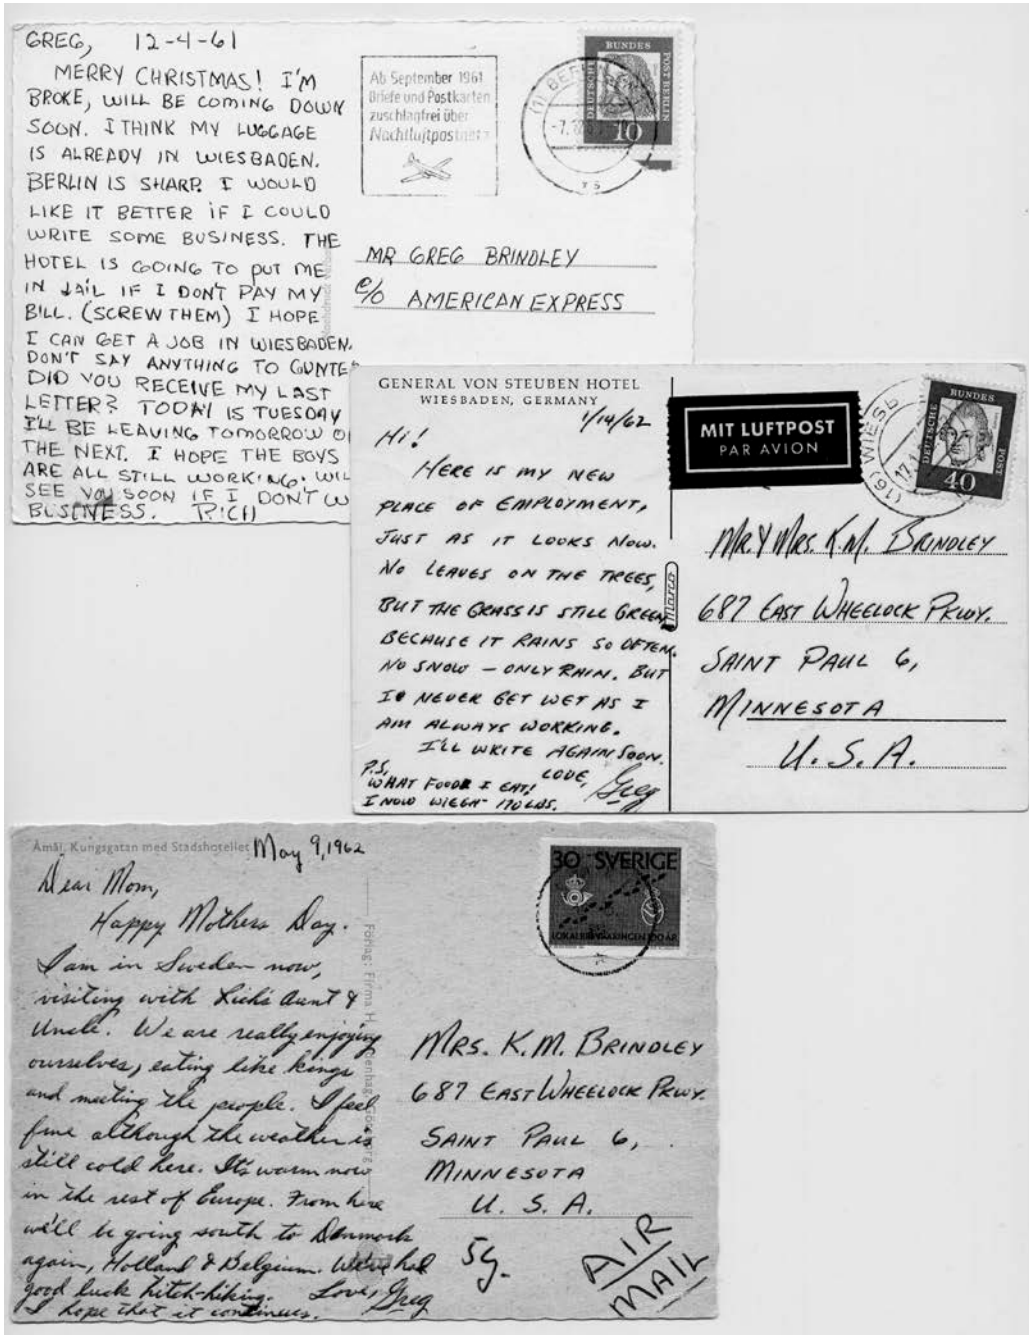 GREG, 12-4-61
MERRY CHRISTMAS! I'M
BROKE, WILL BE COMING DOWN
SOON. I THINK MY LUGGAGE
IS ALREADY IN WIESBADEN.
BERLIN IS SHARP. I WOULD
LIKE IT BETTER IF I COULD
WRITE SOME BUSINESS. THE
HOTEL IS GOING TO PUT ME
IN JAIL IF I DON'T PAY MY
BILL. (SCREW THEM) I HOPE
I CAN GET A JOB IN WIESBADEN.
DON'T SAY ANYTHING TO GUNTE
DID YOU RECEIVE MY LAST
LETTER? TODAY IS TUESDAY
I'LL BE LEAVING TOMORROW O
THE NEXT. I HOPE THE BOYS
ARE ALL STILL WORKING. WIL
SEE YOU SOON IF I DON'T W
BUSINESS. RICH
Ab September 1961
Briefe und Postkarten
zuschlagfrei über
Nachtluftpostnetz
(1) BERLIN
DEUTSCHE BUNDES POST BERLIN
10
MR GREG BRINDLEY
c/o AMERICAN EXPRESS
GENERAL VON STEUBEN HOTEL
WIESBADEN, GERMANY
1/14/62
HI!
HERE IS MY NEW
PLACE OF EMPLOYMENT,
JUST AS IT LOOKS NOW.
NO LEAVES ON THE TREES,
BUT THE GRASS IS STILL GREEN,
BECAUSE IT RAINS SO OFTEN.
NO SNOW — ONLY RAIN. BUT
ID NEVER GET WET AS I
AM ALWAYS WORKING.
I'LL WRITE AGAIN SOON.
LOVE, Greg
P.S.
WHAT FOOD I EAT!
I NOW WIEGH- 170 LBS.
marco
MIT LUFTPOST
PAR AVION
(16) WIESB
DEUTSCHE BUNDES POST
40
MR. & MRS. K.M. BRINDLEY
687 EAST WHEELOCK PKWY.
SAINT PAUL 6,
MINNESOTA
U. S. A.
Åmål, Kungsgatan med Stadshotellet
May 9, 1962
Dear Mom,
Happy Mothers Day.
I am in Sweden now,
visiting with Rich's Aunt &
Uncle. We are really enjoying
ourselves, eating like kings
and meeting the people. I feel
fine although the weather is
still cold here. It's warm now
in the rest of Europe. From here
we'll be going south to Denmark
again, Holland & Belgium. We've had
good luck hitch-hiking. Love, Greg
I hope that it continues.
Förlag: Firma H.
30 SVERIGE
MRS. K.M. BRINDLEY
687 EAST WHEELOCK PKWY.
SAINT PAUL 6,
MINNESOTA
U. S. A.
5g.
AIR
MAIL